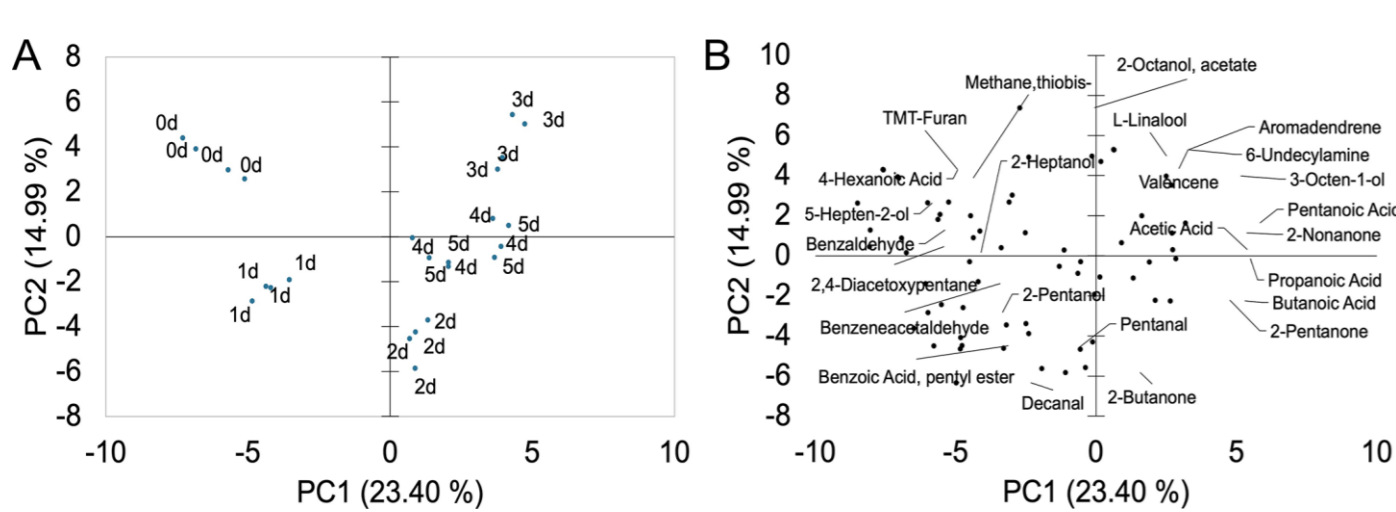 A
8
6
4
2
0
-2
-4
-6
-8
-10
-5
0
5
10
PC2 (14.99 %)
PC1 (23.40 %)
0d
0d
0d
0d
3d
3d
3d
3d
4d
5d
4d
5d
4d
5d
4d
5d
1d
1d
1d
2d
2d
2d
2d
B
10
8
6
4
2
0
-2
-4
-6
-8
-10
-5
0
5
10
PC2 (14.99 %)
PC1 (23.40 %)
2-Octanol, acetate
Methane,thiobis-
TMT-Furan
L-Linalool
Aromadendrene
6-Undecylamine
2-Heptanol
4-Hexanoic Acid
Valencene
3-Octen-1-ol
5-Hepten-2-ol
Pentanoic Acid
Acetic Acid
2-Nonanone
Benzaldehyde
2,4-Diacetoxypentane
Propanoic Acid
2-Pentanol
Butanoic Acid
Benzeneacetaldehyde
Pentanal
2-Pentanone
Benzoic Acid, pentyl ester
Decanal
2-Butanone